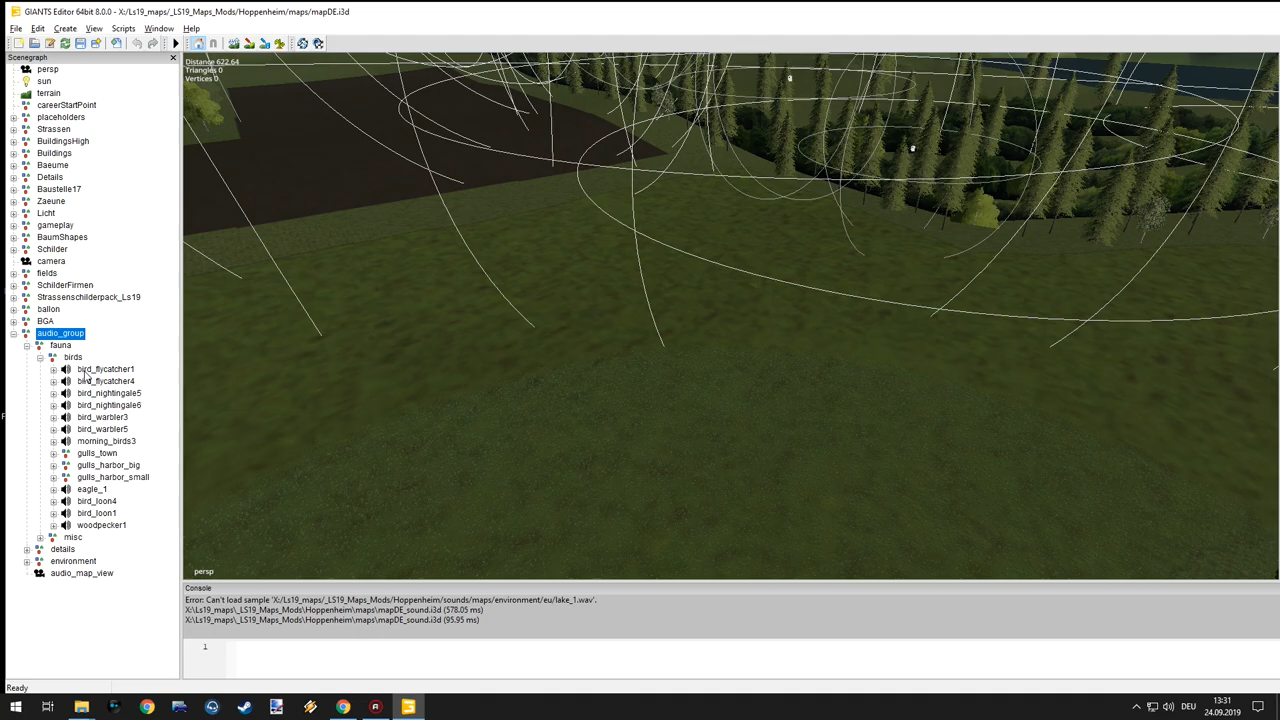 GIANTS Editor 64bit 8.0.0 - X:/Ls19_maps/_LS19_Maps_Mods/Hoppenheim/maps/mapDE.i3d
File Edit Create View Scripts Window Help
Scenegraph
persp
sun
terrain
careerStartPoint
placeholders
Strassen
BuildingsHigh
Buildings
Baeume
Details
Baustelle17
Zaeune
Licht
gameplay
BaumShapes
Schilder
camera
fields
SchilderFirmen
Strassenschilderpack_Ls19
ballon
BGA
audio_group
fauna
birds
bird_flycatcher1
bird_flycatcher4
bird_nightingale5
bird_nightingale6
bird_warbler3
bird_warbler5
morning_birds3
gulls_town
gulls_harbor_big
gulls_harbor_small
eagle_1
bird_loon4
bird_loon1
woodpecker1
misc
details
environment
audio_map_view
Distance 622.64
Triangles 0
Vertices 0
persp
Console
Error: Can't load sample 'X:/Ls19_maps/_LS19_Maps_Mods/Hoppenheim/sounds/maps/environment/eu/lake_1.wav'.
X:\Ls19_maps\_LS19_Maps_Mods\Hoppenheim\maps\mapDE_sound.i3d (578.05 ms)
X:\Ls19_maps\_LS19_Maps_Mods\Hoppenheim\maps\mapDE_sound.i3d (95.95 ms)
1
Ready
DEU
13:31
24.09.2019